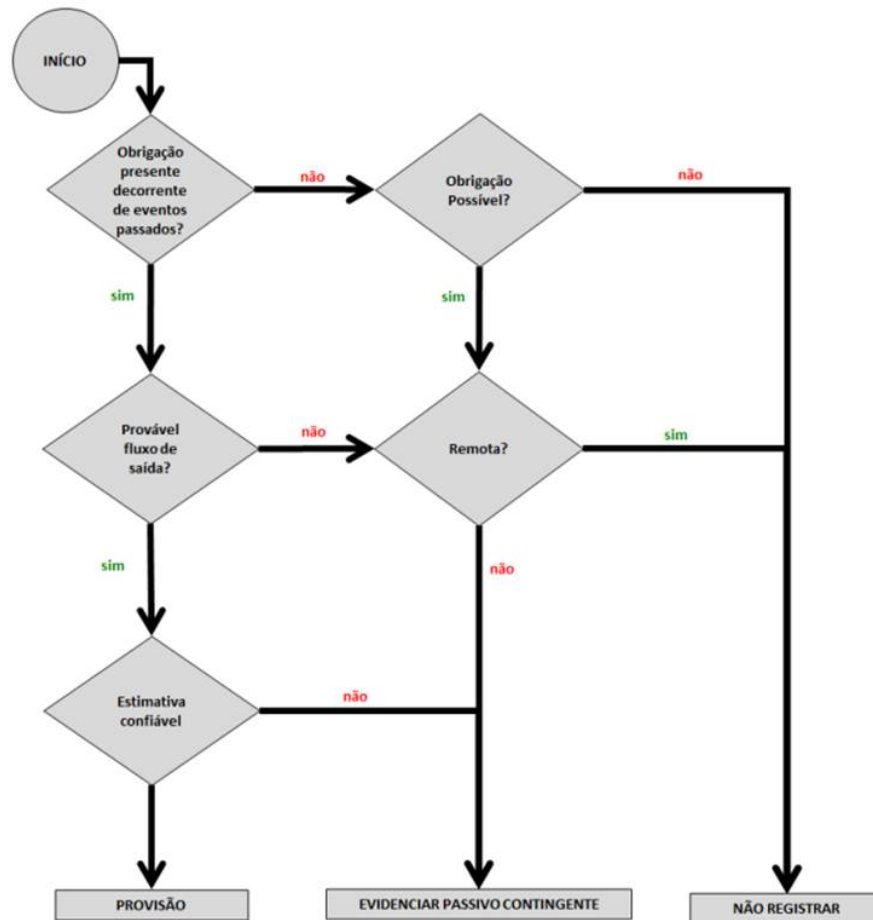 INÍCIO
Obrigação
presente
decorrente
de eventos
passados?
não
Obrigação
Possível?
não
sim
sim
Provável
fluxo de
saída?
não
Remota?
sim
sim
não
Estimativa
confiável
não
PROVISÃO
EVIDENCIAR PASSIVO CONTINGENTE
NÃO REGISTRAR